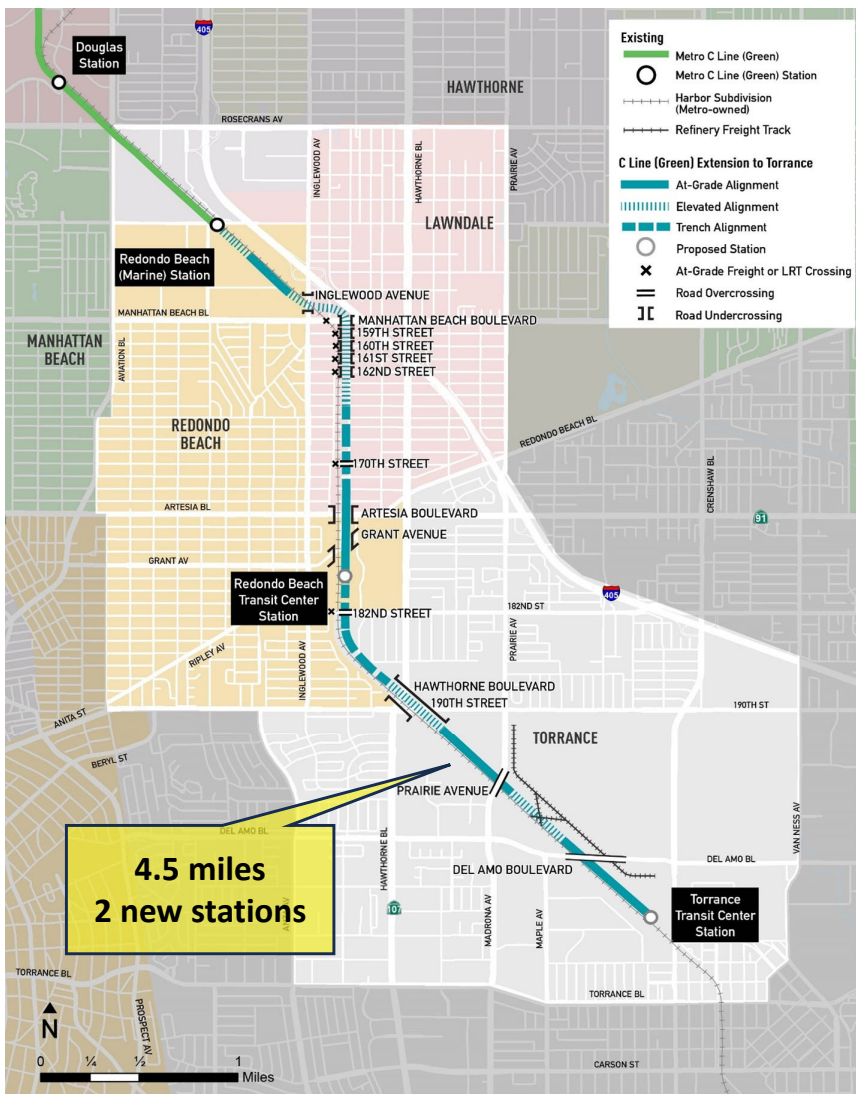 405
Douglas
Station
HAWTHORNE
ROSECRANS AV
INGLEWOOD AV
HAWTHORNE BL
PRAIRIE AV
LAWNDALE
Existing
Metro C Line (Green)
Metro C Line (Green) Station
Harbor Subdivision
(Metro-owned)
Refinery Freight Track
C Line (Green) Extension to Torrance
At-Grade Alignment
Elevated Alignment
Trench Alignment
Proposed Station
At-Grade Freight or LRT Crossing
Road Overcrossing
Road Undercrossing
Redondo Beach
(Marine) Station
INGLEWOOD AVENUE
MANHATTAN BEACH BL
MANHATTAN BEACH BOULEVARD
159TH STREET
160TH STREET
161ST STREET
162ND STREET
MANHATTAN
BEACH
AVIATION BL
REDONDO
BEACH
REDONDO BEACH BL
170TH STREET
CRENSHAW BL
ARTESIA BL
ARTESIA BOULEVARD
91
GRANT AVENUE
GRANT AV
Redondo Beach
Transit Center
Station
405
182ND STREET
182ND ST
PRAIRIE AV
RIPLEY AV
INGLEWOOD AV
HAWTHORNE BOULEVARD
190TH STREET
190TH ST
ANITA ST
BERYL ST
TORRANCE
PRAIRIE AVENUE
VAN NESS AV
DEL AMO BL
4.5 miles
2 new stations
HAWTHORNE BL
107
DEL AMO BOULEVARD
DEL AMO BL
MADRONA AV
MAPLE AV
Torrance
Transit Center
Station
TORRANCE BL
TORRANCE BL
PROSPECT AV
CARSON ST
N
0 ¼ ½ 1
Miles